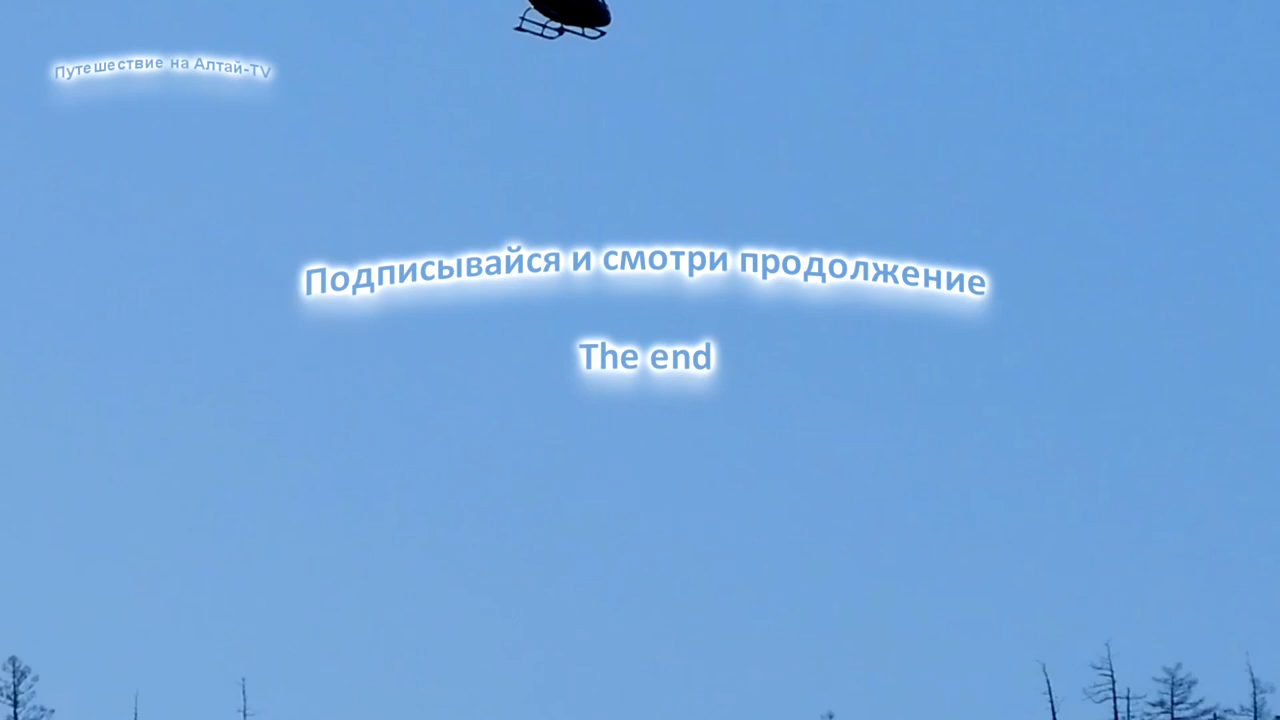 Путешествие на Алтай-TV
Подписывайся и смотри продолжение
The end